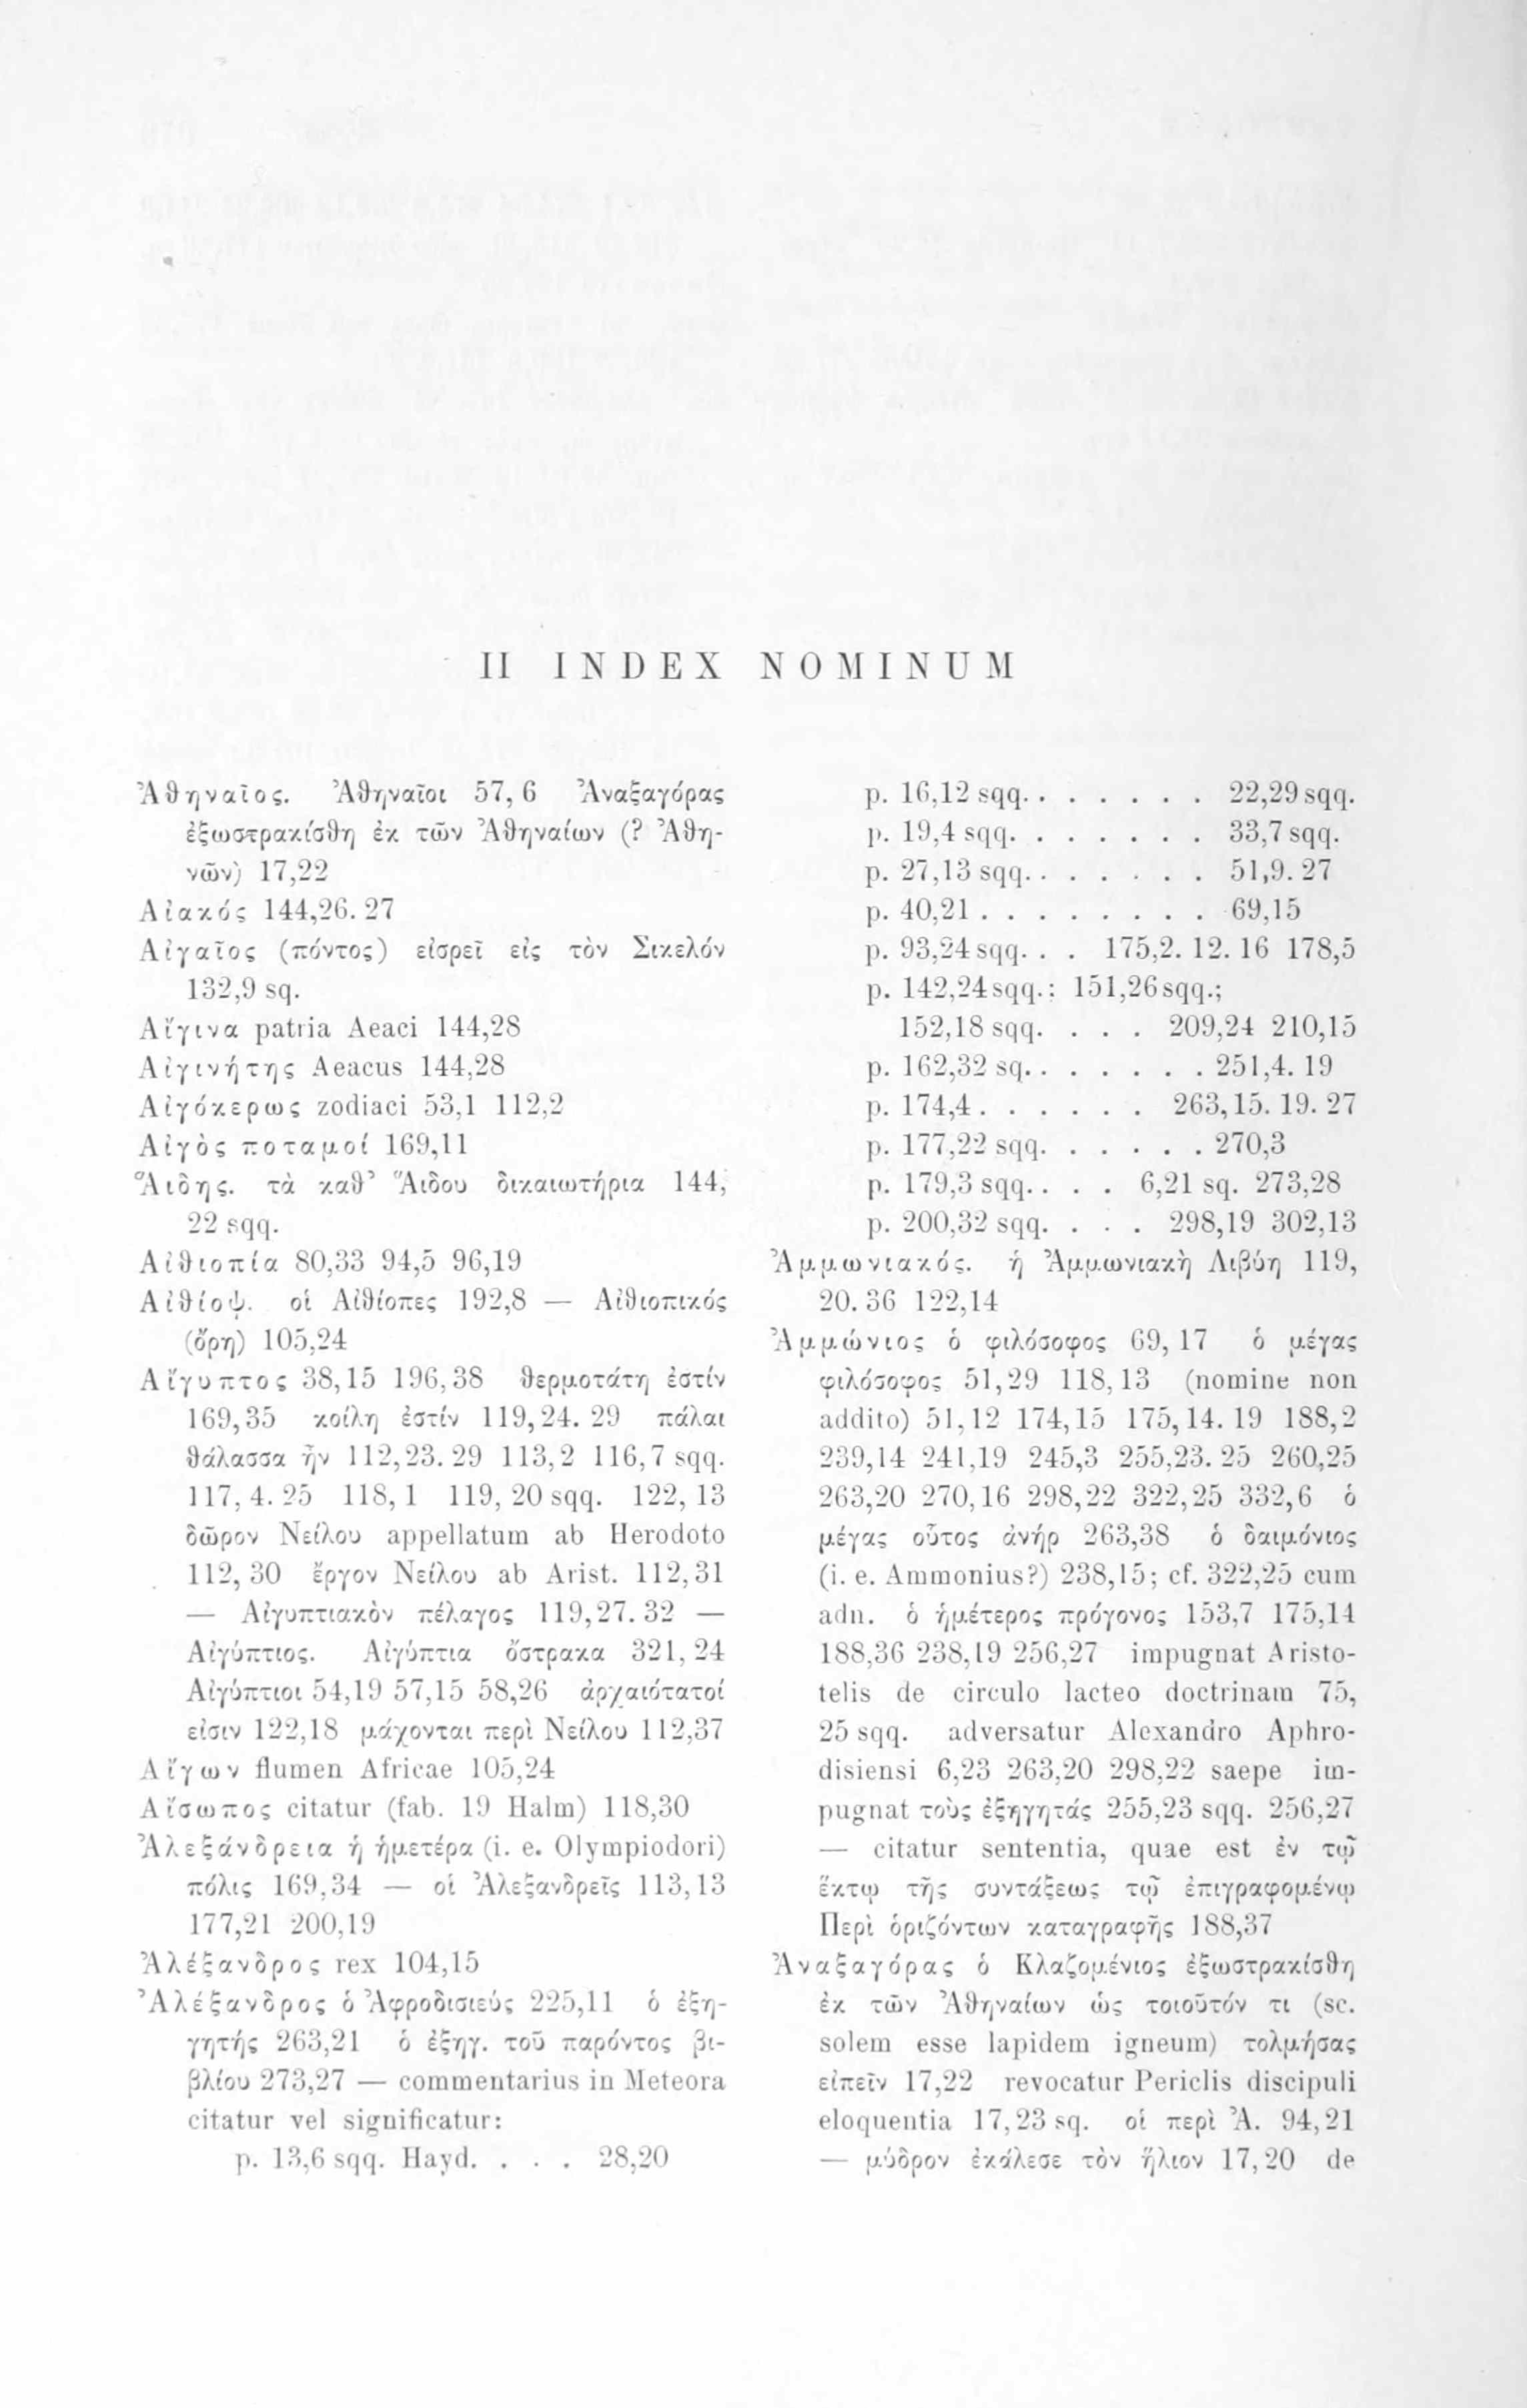 II INDEX NOMINUM
Ἀθηναῖος. Ἀθηναῖοι 57,6 Ἀναξαγόρας
ἐξωστρακίσθη ἐκ τῶν Ἀθηναίων (? Ἀθη-
νῶν) 17,22
Αἰακός 144,26. 27
Αἰγαῖος (πόντος) εἰσρεῖ εἰς τὸν Σικελόν
132,9 sq.
Αἴγινα patria Aeaci 144,28
Αἰγινήτης Aeacus 144,28
Αἰγόκερως zodiaci 53,1 112,2
Αἰγὸς ποταμοί 169,11
Ἅιδης. τὰ καθ’ Ἅιδου δικαιωτήρια 144,
22 sqq.
Αἰθιοπία 80,33 94,5 96,19
Αἰθίοψ. οἱ Αἰθίοπες 192,8 — Αἰθιοπικός
(ὄρη) 105,24
Αἴγυπτος 38,15 196,38 θερμοτάτη ἐστίν
169,35 κοίλη ἐστίν 119,24. 29 πάλαι
θάλασσα ἦν 112,23. 29 113,2 116,7 sqq.
117,4. 25 118,1 119,20 sqq. 122,13
δῶρον Νείλου appellatum ab Herodoto
112,30 ἔργον Νείλου ab Arist. 112,31
— Αἰγυπτιακὸν πέλαγος 119,27. 32 —
Αἰγύπτιος. Αἰγύπτια ὄστρακα 321,24
Αἰγύπτιοι 54,19 57,15 58,26 ἀρχαιότατοί
εἰσιν 122,18 μάχονται περὶ Νείλου 112,37
Αἴγων flumen Africae 105,24
Αἴσωπος citatur (fab. 19 Halm) 118,30
Ἀλεξάνδρεια ἡ ἡμετέρα (i. e. Olympiodori)
πόλις 169,34 — οἱ Ἀλεξανδρεῖς 113,13
177,21 200,19
Ἀλέξανδρος rex 104,15
Ἀλέξανδρος ὁ Ἀφροδισιεύς 225,11 ὁ ἐξη-
γητής 263,21 ὁ ἐξηγ. τοῦ παρόντος βι-
βλίου 273,27 — commentarius in Meteora
citatur vel significatur:
p. 13,6 sqq. Hayd. . . . 28,20
p. 16,12 sqq. . . . . . . . 22,29 sqq.
p. 19,4 sqq. . . . . . . 33,7 sqq.
p. 27,13 sqq. . . . . . . . 51,9. 27
p. 40,21 . . . . . . . . . 69,15
p. 93,24 sqq. . . 175,2. 12. 16 178,5
p. 142,24 sqq.: 151,26 sqq.;
152,18 sqq. . . . 209,24 210,15
p. 162,32 sq. . . . . . . . 251,4. 19
p. 174,4 . . . . . . 263,15. 19. 27
p. 177,22 sqq. . . . . . 270,3
p. 179,3 sqq. . . . 6,21 sq. 273,28
p. 200,32 sqq. . . . 298,19 302,13
Ἀμμωνιακός. ἡ Ἀμμωνιακὴ Λιβύη 119,
20. 36 122,14
Ἀμμώνιος ὁ φιλόσοφος 69,17 ὁ μέγας
φιλόσοφος 51,29 118,13 (nomine non
addito) 51,12 174,15 175,14. 19 188,2
239,14 241,19 245,3 255,23. 25 260,25
263,20 270,16 298,22 322,25 332,6 ὁ
μέγας οὗτος ἀνήρ 263,38 ὁ δαιμόνιος
(i. e. Ammonius?) 238,15; cf. 322,25 cum
adn. ὁ ἡμέτερος πρόγονος 153,7 175,14
188,36 238,19 256,27 impugnat Aristo-
telis de circulo lacteo doctrinam 75,
25 sqq. adversatur Alexandro Aphro-
disiensi 6,23 263,20 298,22 saepe im-
pugnat τοὺς ἐξηγητάς 255,23 sqq. 256,27
— citatur sententia, quae est ἐν τῷ
ἕκτῳ τῆς συντάξεως τῷ ἐπιγραφομένῳ
Περὶ ὁριζόντων καταγραφῆς 188,37
Ἀναξαγόρας ὁ Κλαζομένιος ἐξωστρακίσθη
ἐκ τῶν Ἀθηναίων ὡς τοιοῦτόν τι (sc.
solem esse lapidem igneum) τολμήσας
εἰπεῖν 17,22 revocatur Periclis discipuli
eloquentia 17,23 sq. οἱ περὶ Ἀ. 94,21
— μύδρον ἐκάλεσε τὸν ἥλιον 17,20 de